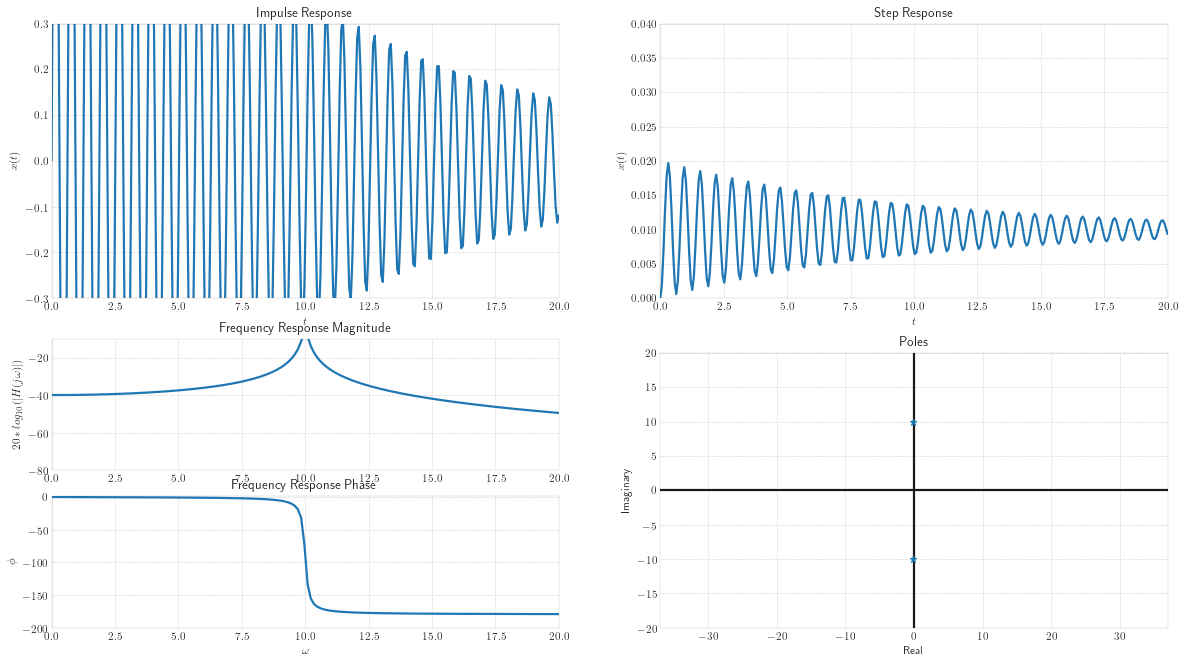 Impulse Response
0.3
0.2
0.1
0.0
−0.1
−0.2
−0.3
x(t)
0.0 2.5 5.0 7.5 10.0 12.5 15.0 17.5 20.0
t
Step Response
0.040
0.035
0.030
0.025
0.020
0.015
0.010
0.005
0.000
x(t)
0.0 2.5 5.0 7.5 10.0 12.5 15.0 17.5 20.0
t
Frequency Response Magnitude
−20
−40
−60
−80
20 * log10(|H(jω)|)
0.0 2.5 5.0 7.5 10.0 12.5 15.0 17.5 20.0
Frequency Response Phase
0
−50
−100
−150
−200
ϕ
0.0 2.5 5.0 7.5 10.0 12.5 15.0 17.5 20.0
ω
Poles
20
15
10
5
0
−5
−10
−15
−20
Imaginary
−30 −20 −10 0 10 20 30
Real